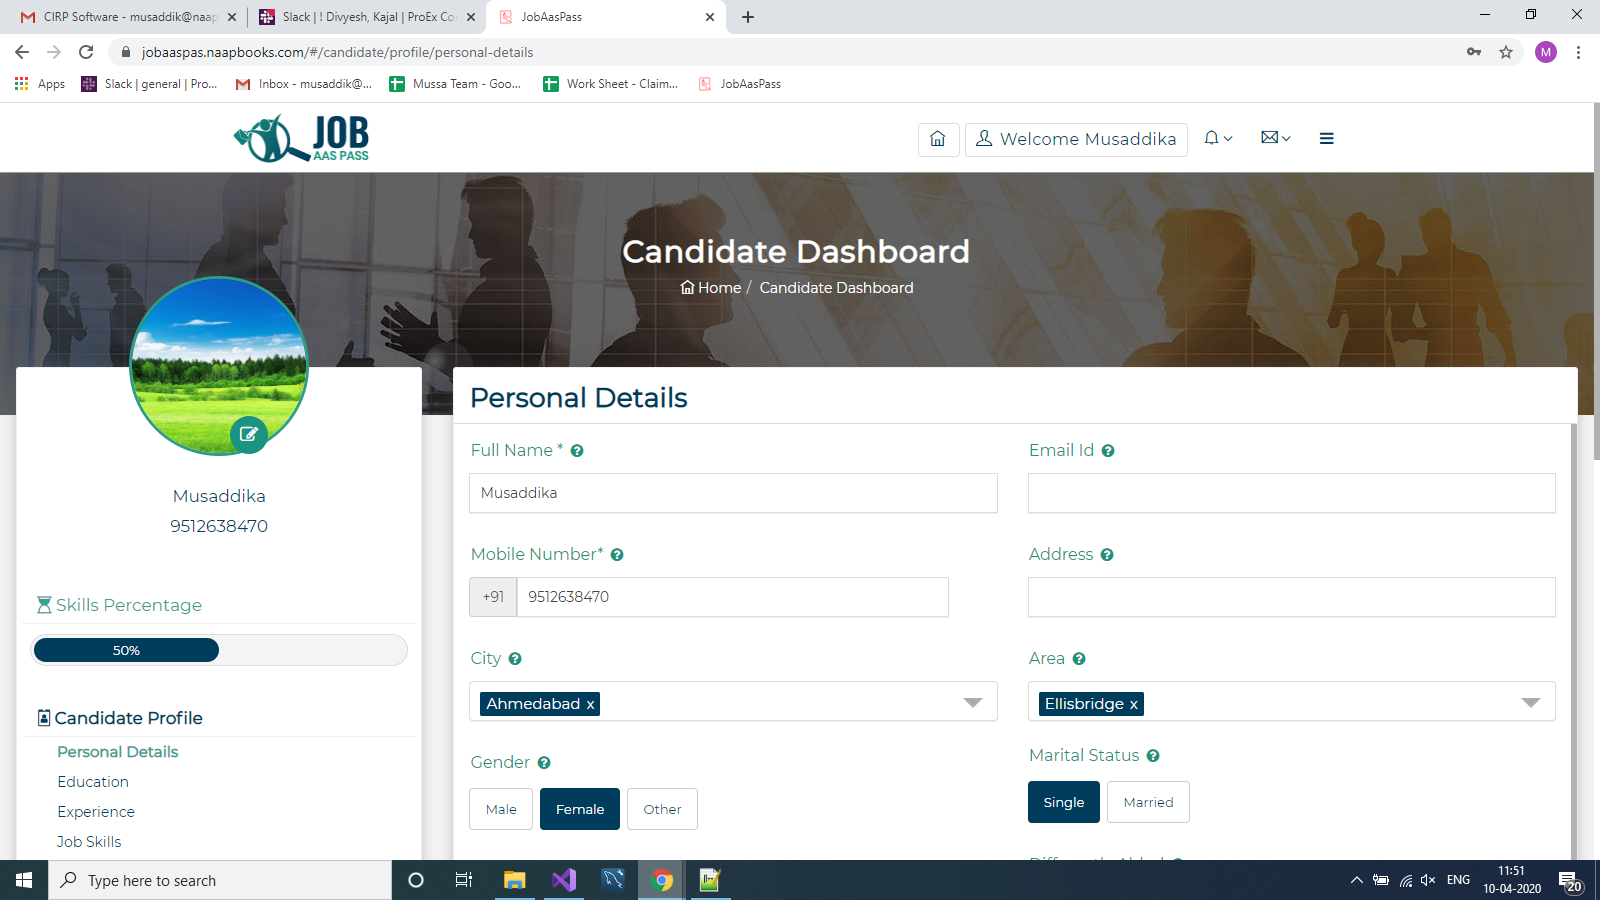 CIRP Software - musaddik@naap
Slack | ! Divyesh, Kajal | ProEx Co
JobAasPass
jobaaspas.naapbooks.com/#/candidate/profile/personal-details
M
Apps
Slack | general | Pro...
Inbox - musaddik@...
Mussa Team - Goo...
Work Sheet - Claim...
JobAasPass
JOB
AAS PASS
Welcome Musaddika
Candidate Dashboard
Home / Candidate Dashboard
Musaddika
9512638470
Skills Percentage
50%
Candidate Profile
Personal Details
Education
Experience
Job Skills
Personal Details
Full Name *
Musaddika
Email Id
Mobile Number*
+91 9512638470
Address
City
Ahmedabad x
Area
Ellisbridge x
Gender
Male Female Other
Marital Status
Single Married
Type here to search
ENG
11:51
10-04-2020
20